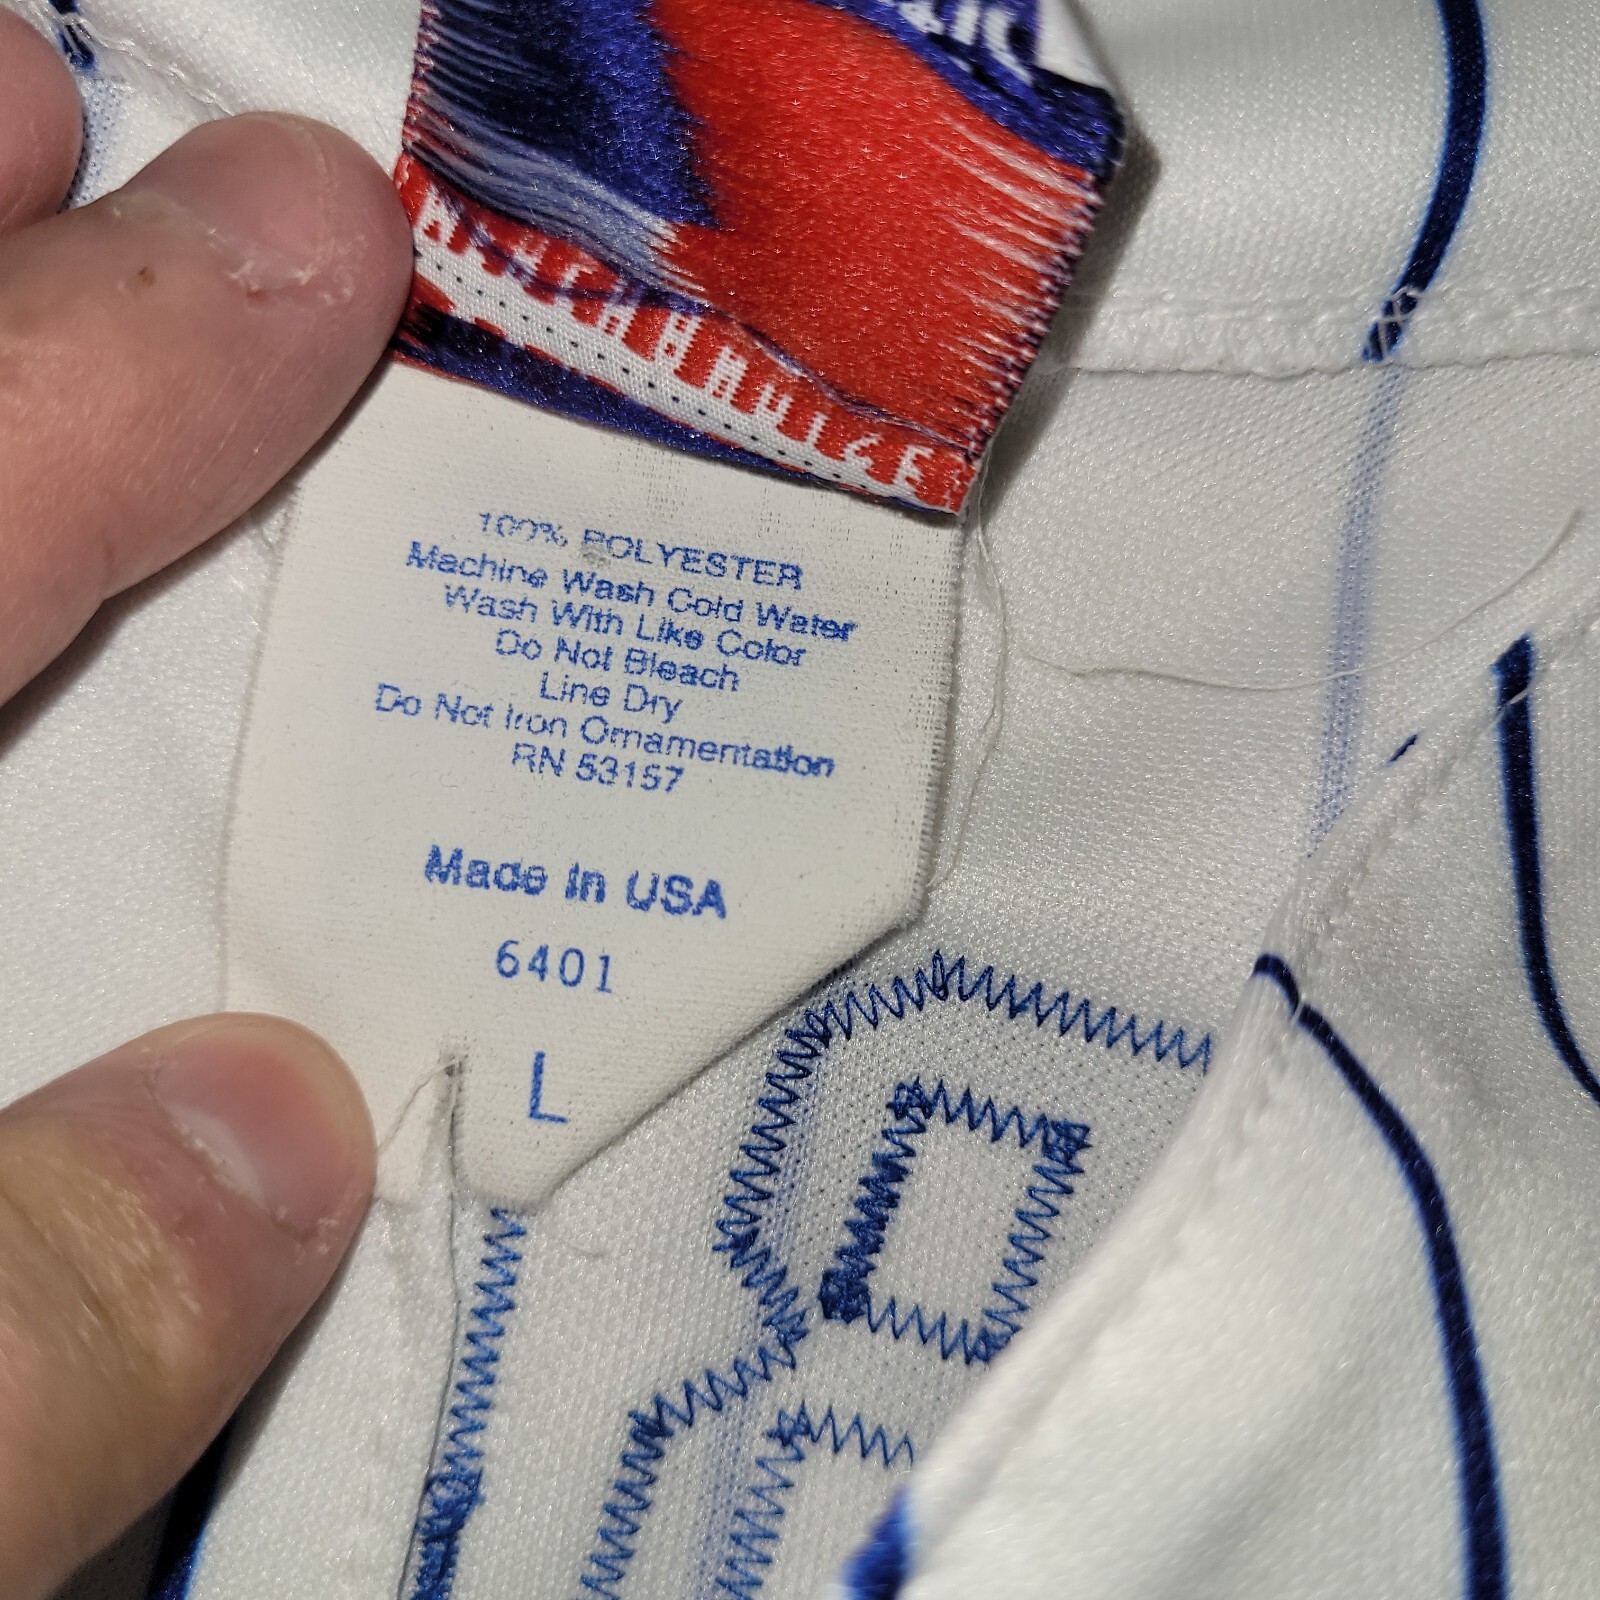 100% POLYESTER
Machine Wash Cold Water
Wash With Like Color
Do Not Bleach
Line Dry
Do Not Iron Ornamentation
RN 53157
Made in USA
6401
L